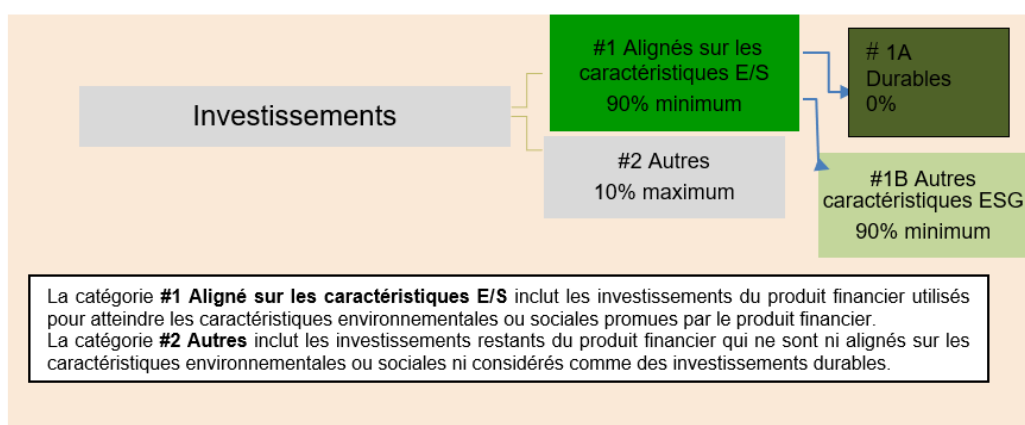 Investissements
#1 Alignés sur les
caractéristiques E/S
90% minimum
#2 Autres
10% maximum
# 1A
Durables
0%
#1B Autres
caractéristiques ESG
90% minimum
La catégorie #1 Aligné sur les caractéristiques E/S inclut les investissements du produit financier utilisés
pour atteindre les caractéristiques environnementales ou sociales promues par le produit financier.
La catégorie #2 Autres inclut les investissements restants du produit financier qui ne sont ni alignés sur les
caractéristiques environnementales ou sociales ni considérés comme des investissements durables.